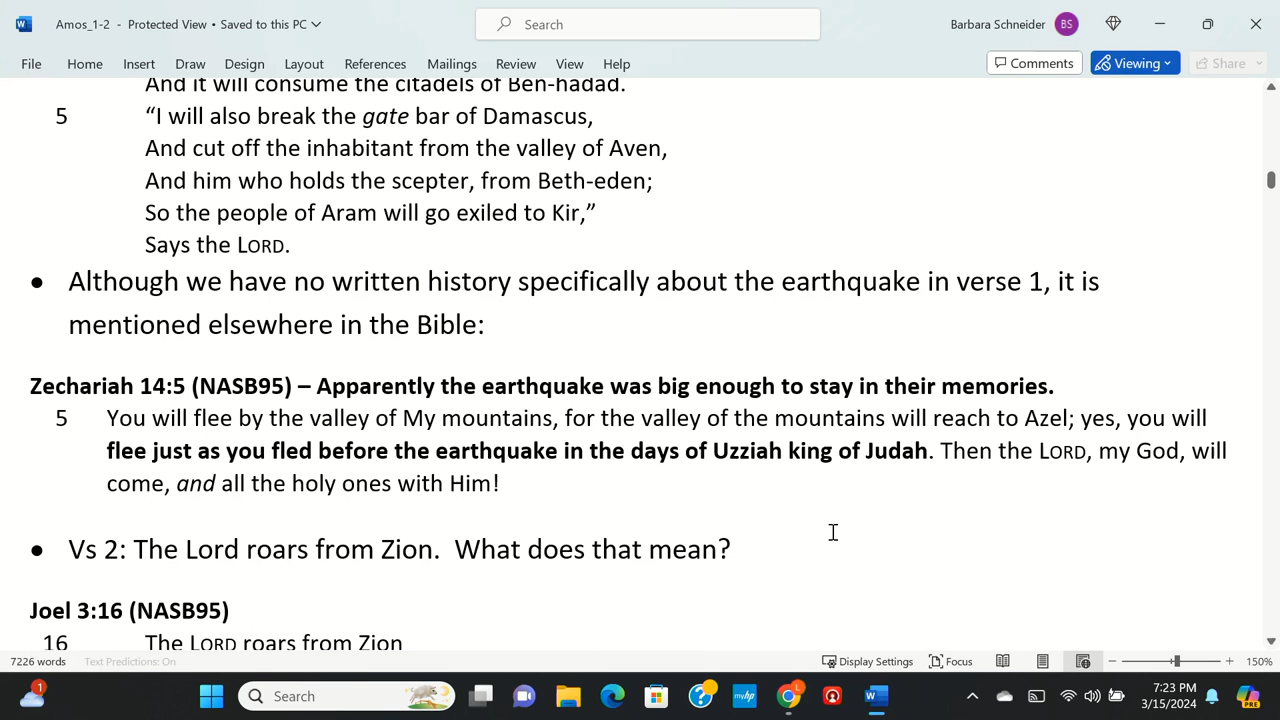 Amos_1-2 • Protected View • Saved to this PC
Search
Barbara Schneider
BS
File Home Insert Draw Design Layout References Mailings Review View Help
Comments
Viewing
Share
And it will consume the citadels of Ben-hadad.
5 “I will also break the gate bar of Damascus,
And cut off the inhabitant from the valley of Aven,
And him who holds the scepter, from Beth-eden;
So the people of Aram will go exiled to Kir,”
Says the LORD.
• Although we have no written history specifically about the earthquake in verse 1, it is
mentioned elsewhere in the Bible:
Zechariah 14:5 (NASB95) – Apparently the earthquake was big enough to stay in their memories.
5 You will flee by the valley of My mountains, for the valley of the mountains will reach to Azel; yes, you will
flee just as you fled before the earthquake in the days of Uzziah king of Judah. Then the LORD, my God, will
come, and all the holy ones with Him!
• Vs 2: The Lord roars from Zion.  What does that mean?
Joel 3:16 (NASB95)
16 The LORD roars from Zion
7226 words Text Predictions: On Display Settings Focus 150%
1
Search
myhp
L
7:23 PM
3/15/2024
PRE